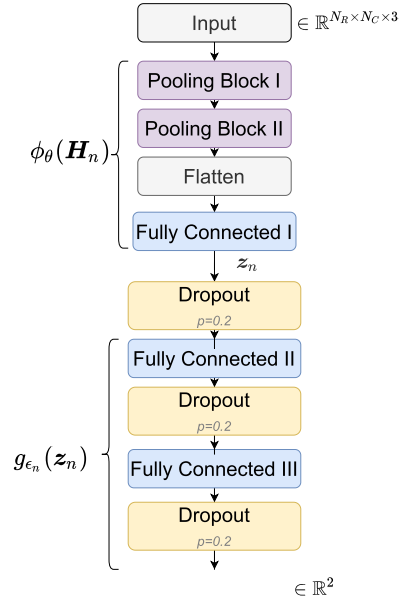 Input
∈ ℝ^{N_R×N_C×3}
Pooling Block I
Pooling Block II
ϕ_θ(𝑯_n)
Flatten
Fully Connected I
𝒛_n
Dropout
p=0.2
Fully Connected II
Dropout
p=0.2
g_{ϵ_n}(𝒛_n)
Fully Connected III
Dropout
p=0.2
∈ ℝ^2